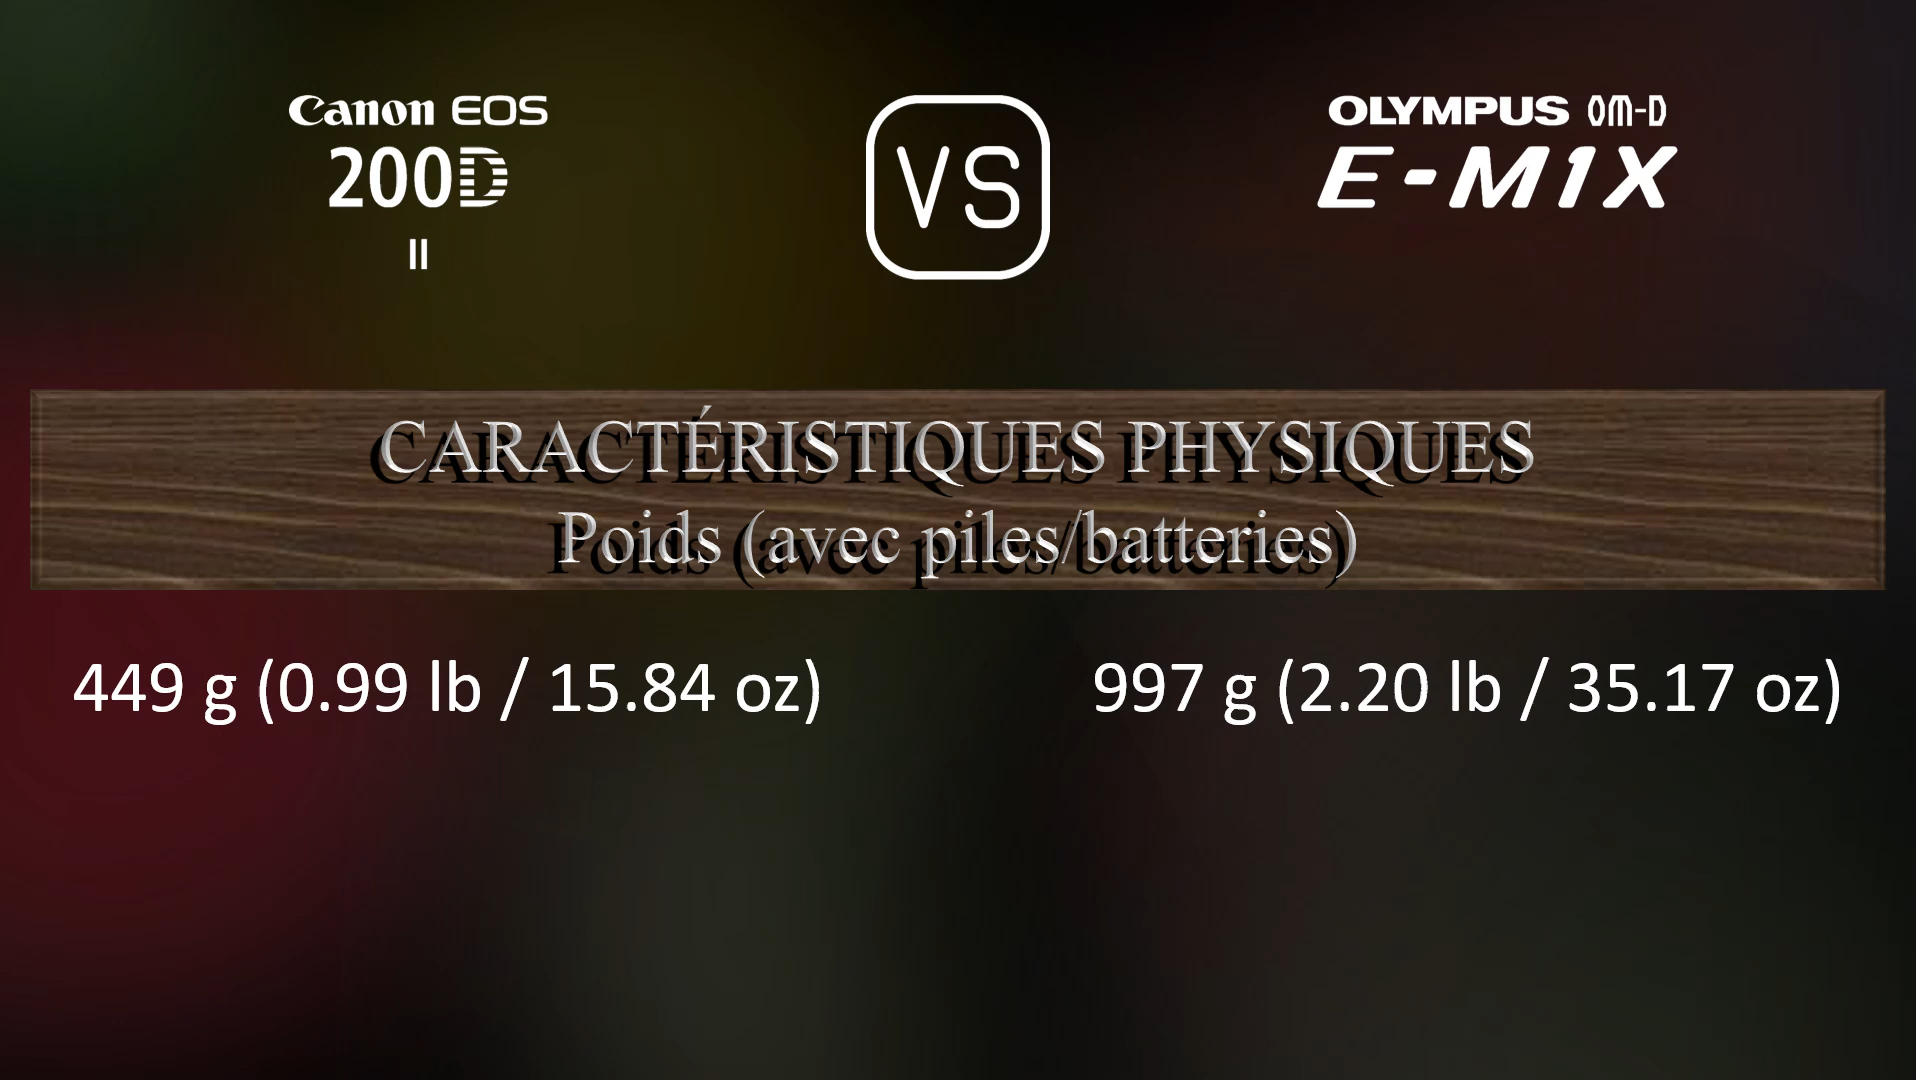 Canon EOS
200D
II
VS
OLYMPUS OM-D
E-M1X
CARACTÉRISTIQUES PHYSIQUES
Poids (avec piles/batteries)
449 g (0.99 lb / 15.84 oz)
997 g (2.20 lb / 35.17 oz)